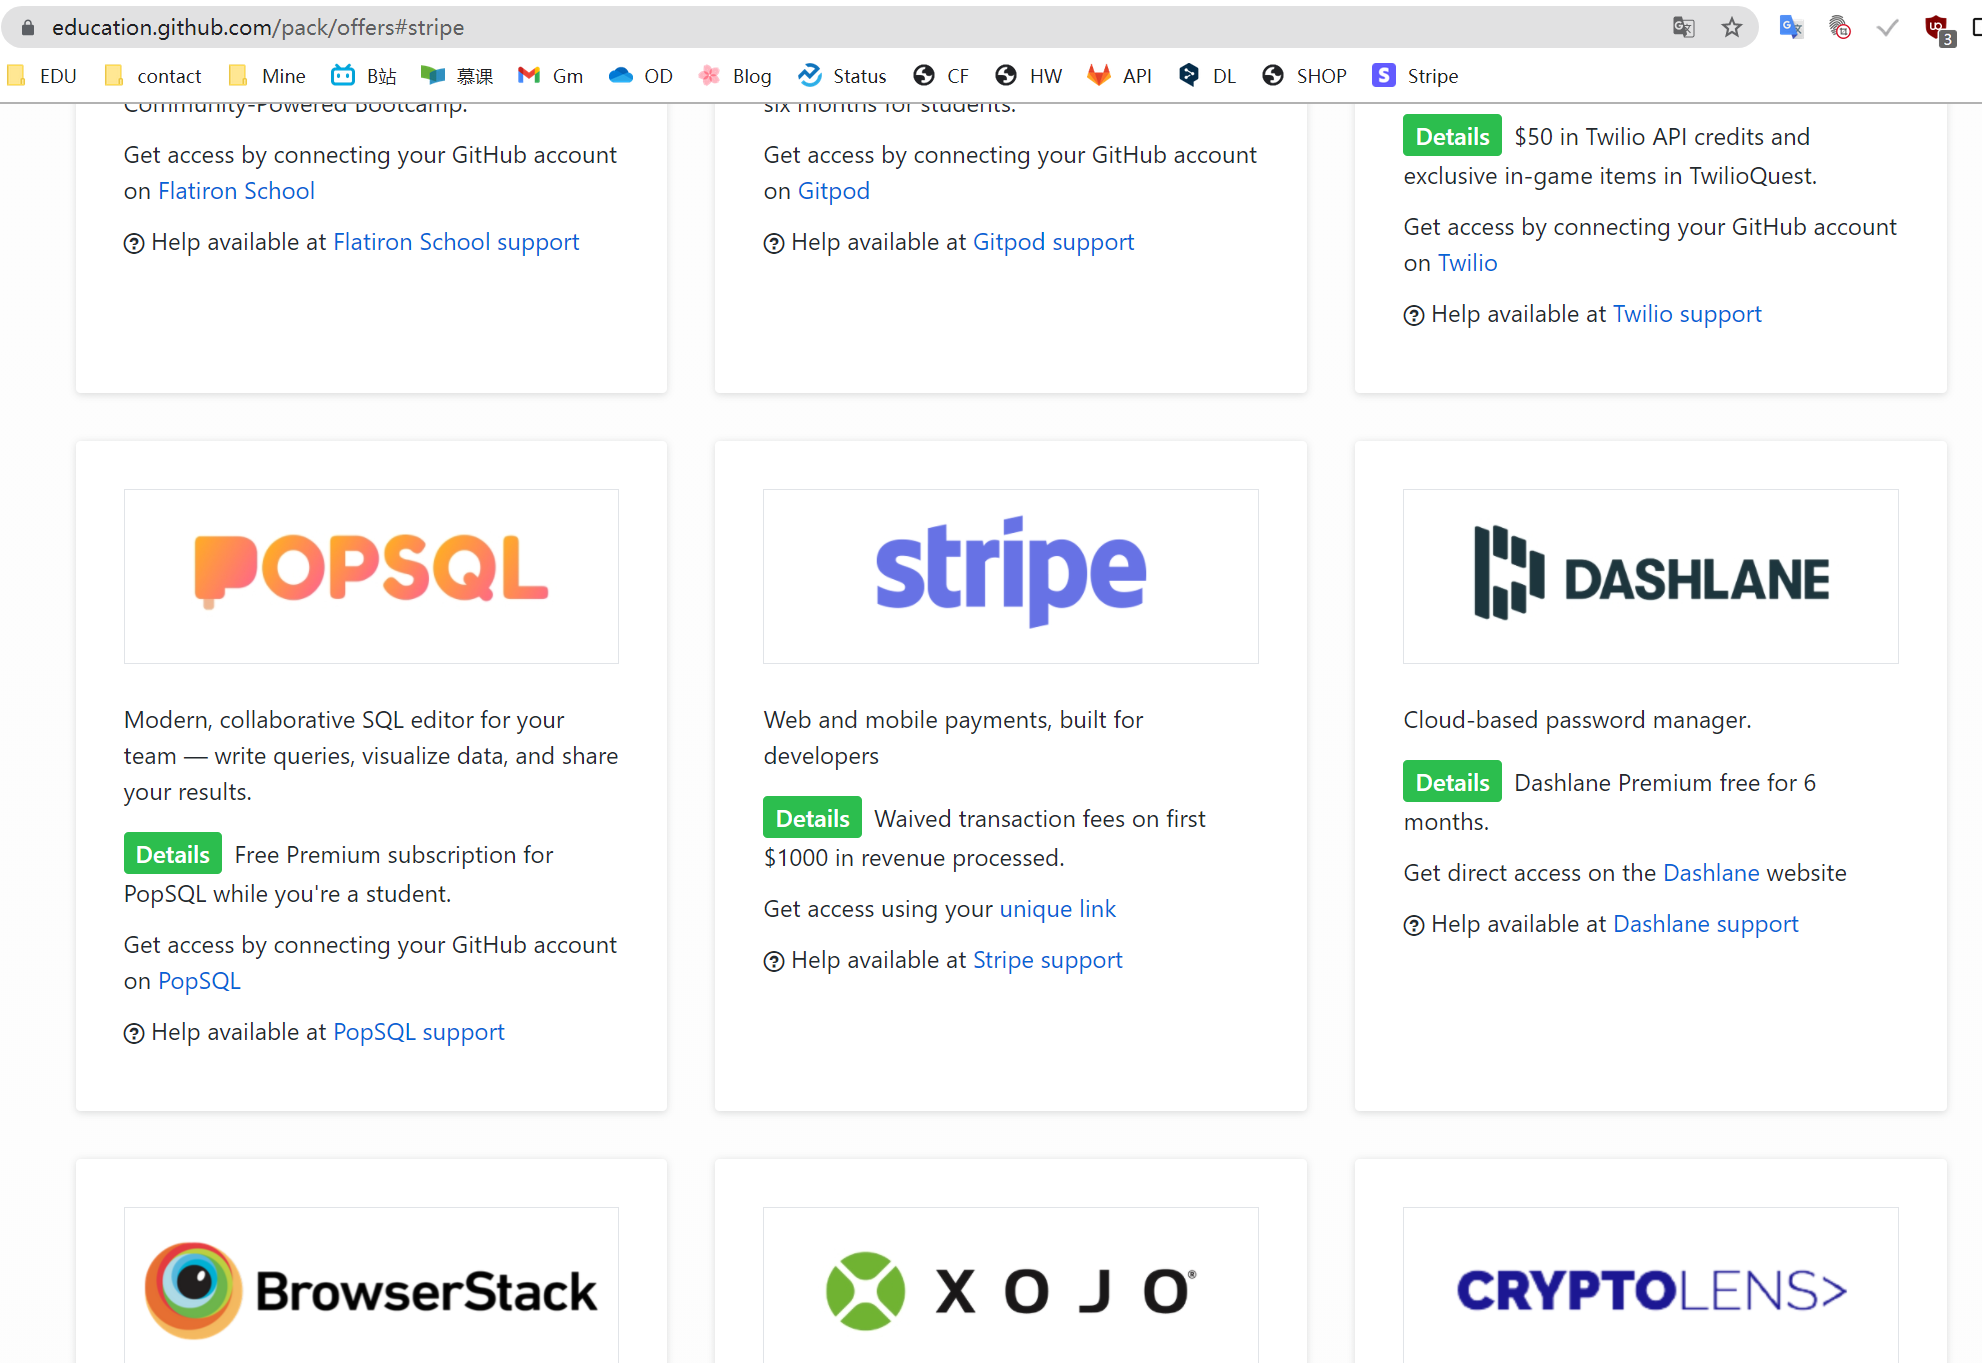 education.github.com/pack/offers#stripe
3
EDU contact Mine B站 慕课 Gm OD Blog Status CF HW API DL SHOP Stripe
Community-Powered Bootcamp.
Get access by connecting your GitHub account
on Flatiron School
Help available at Flatiron School support
six months for students.
Get access by connecting your GitHub account
on Gitpod
Help available at Gitpod support
Details $50 in Twilio API credits and
exclusive in-game items in TwilioQuest.
Get access by connecting your GitHub account
on Twilio
Help available at Twilio support
POPSQL
Modern, collaborative SQL editor for your
team — write queries, visualize data, and share
your results.
Details Free Premium subscription for
PopSQL while you're a student.
Get access by connecting your GitHub account
on PopSQL
Help available at PopSQL support
stripe
Web and mobile payments, built for
developers
Details Waived transaction fees on first
$1000 in revenue processed.
Get access using your unique link
Help available at Stripe support
DASHLANE
Cloud-based password manager.
Details Dashlane Premium free for 6
months.
Get direct access on the Dashlane website
Help available at Dashlane support
BrowserStack
XOJO®
CRYPTOLENS>